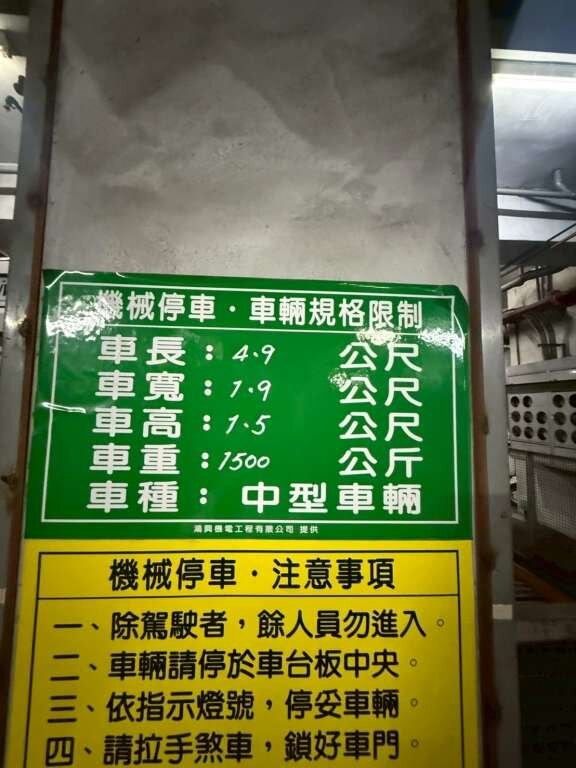 機械停車・車輛規格限制
車長：4.9 公尺
車寬：1.9 公尺
車高：1.5 公尺
車重：1500 公斤
車種：中型車輛
鴻興機電工程有限公司 提供
機械停車・注意事項
一、除駕駛者，餘人員勿進入。
二、車輛請停於車台板中央。
三、依指示燈號，停妥車輛。
四、請拉手煞車，鎖好車門。